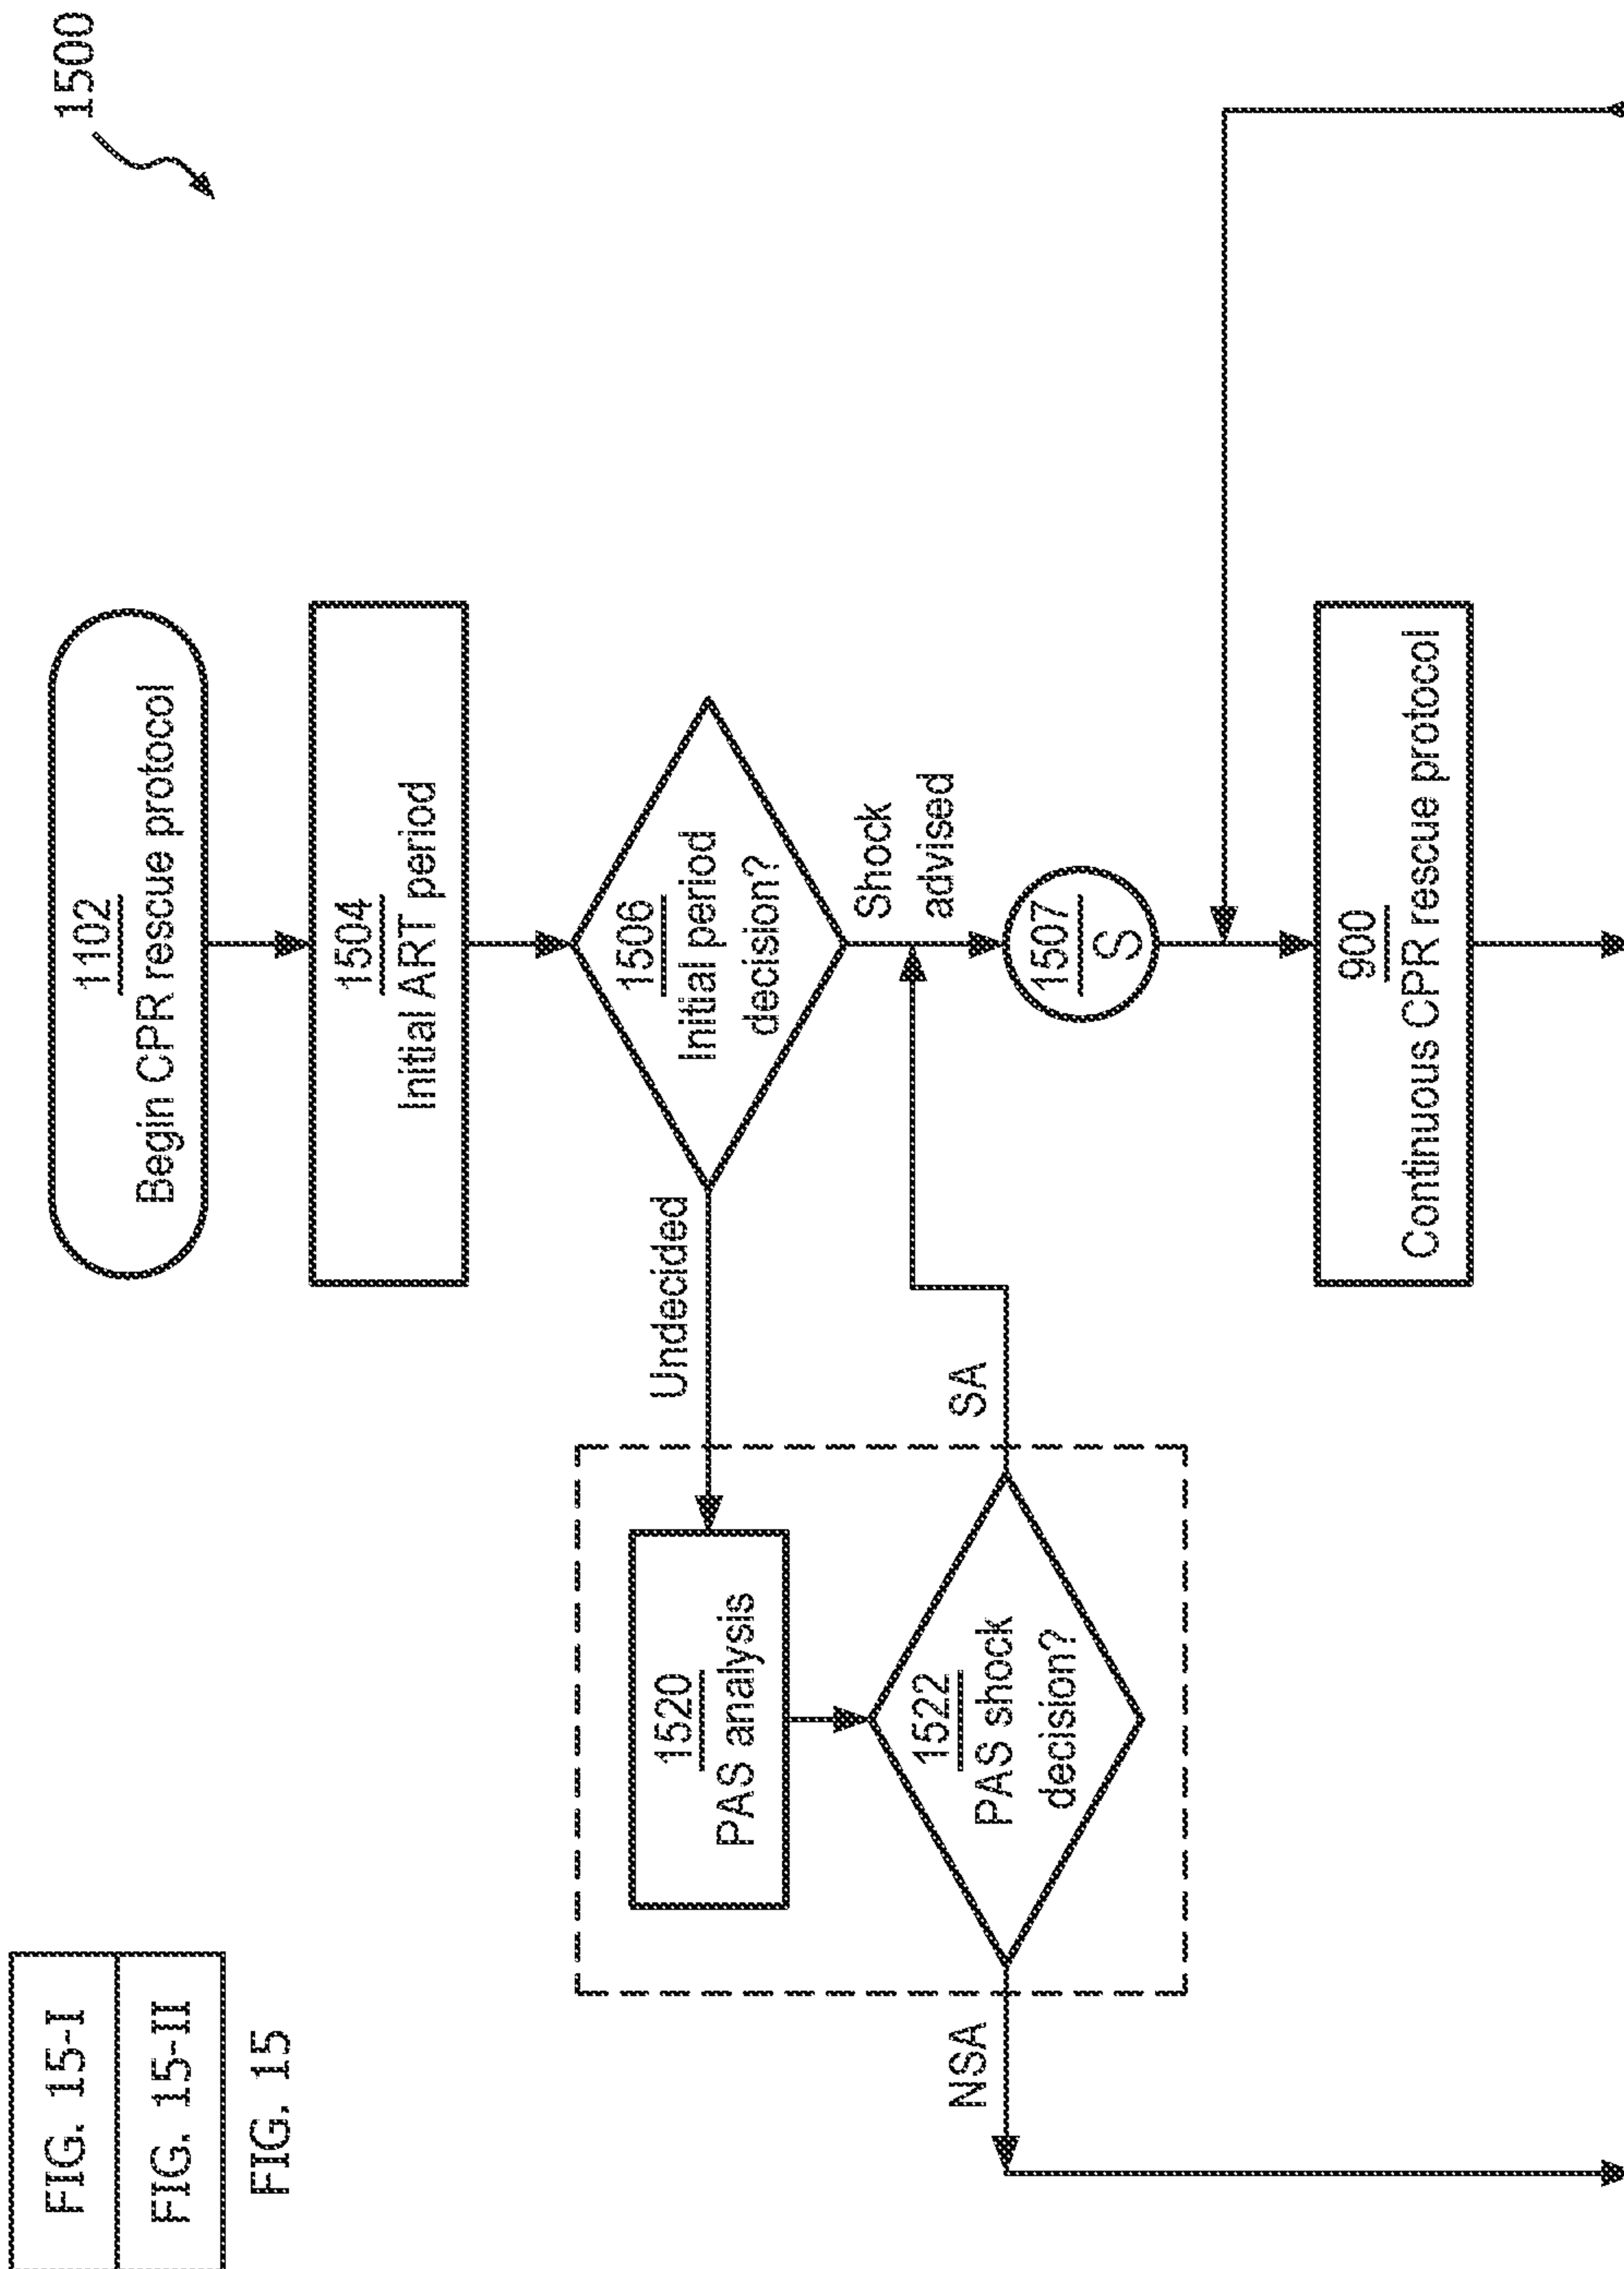 FIG. 15-I
FIG. 15-II
FIG. 15
1500
1102
Begin CPR rescue protocol
1504
Initial ART period
1506
Initial period
decision?
Undecided
Shock
advised
1520
PAS analysis
1522
PAS shock
decision?
NSA
SA
1507
S
900
Continuous CPR rescue protocol